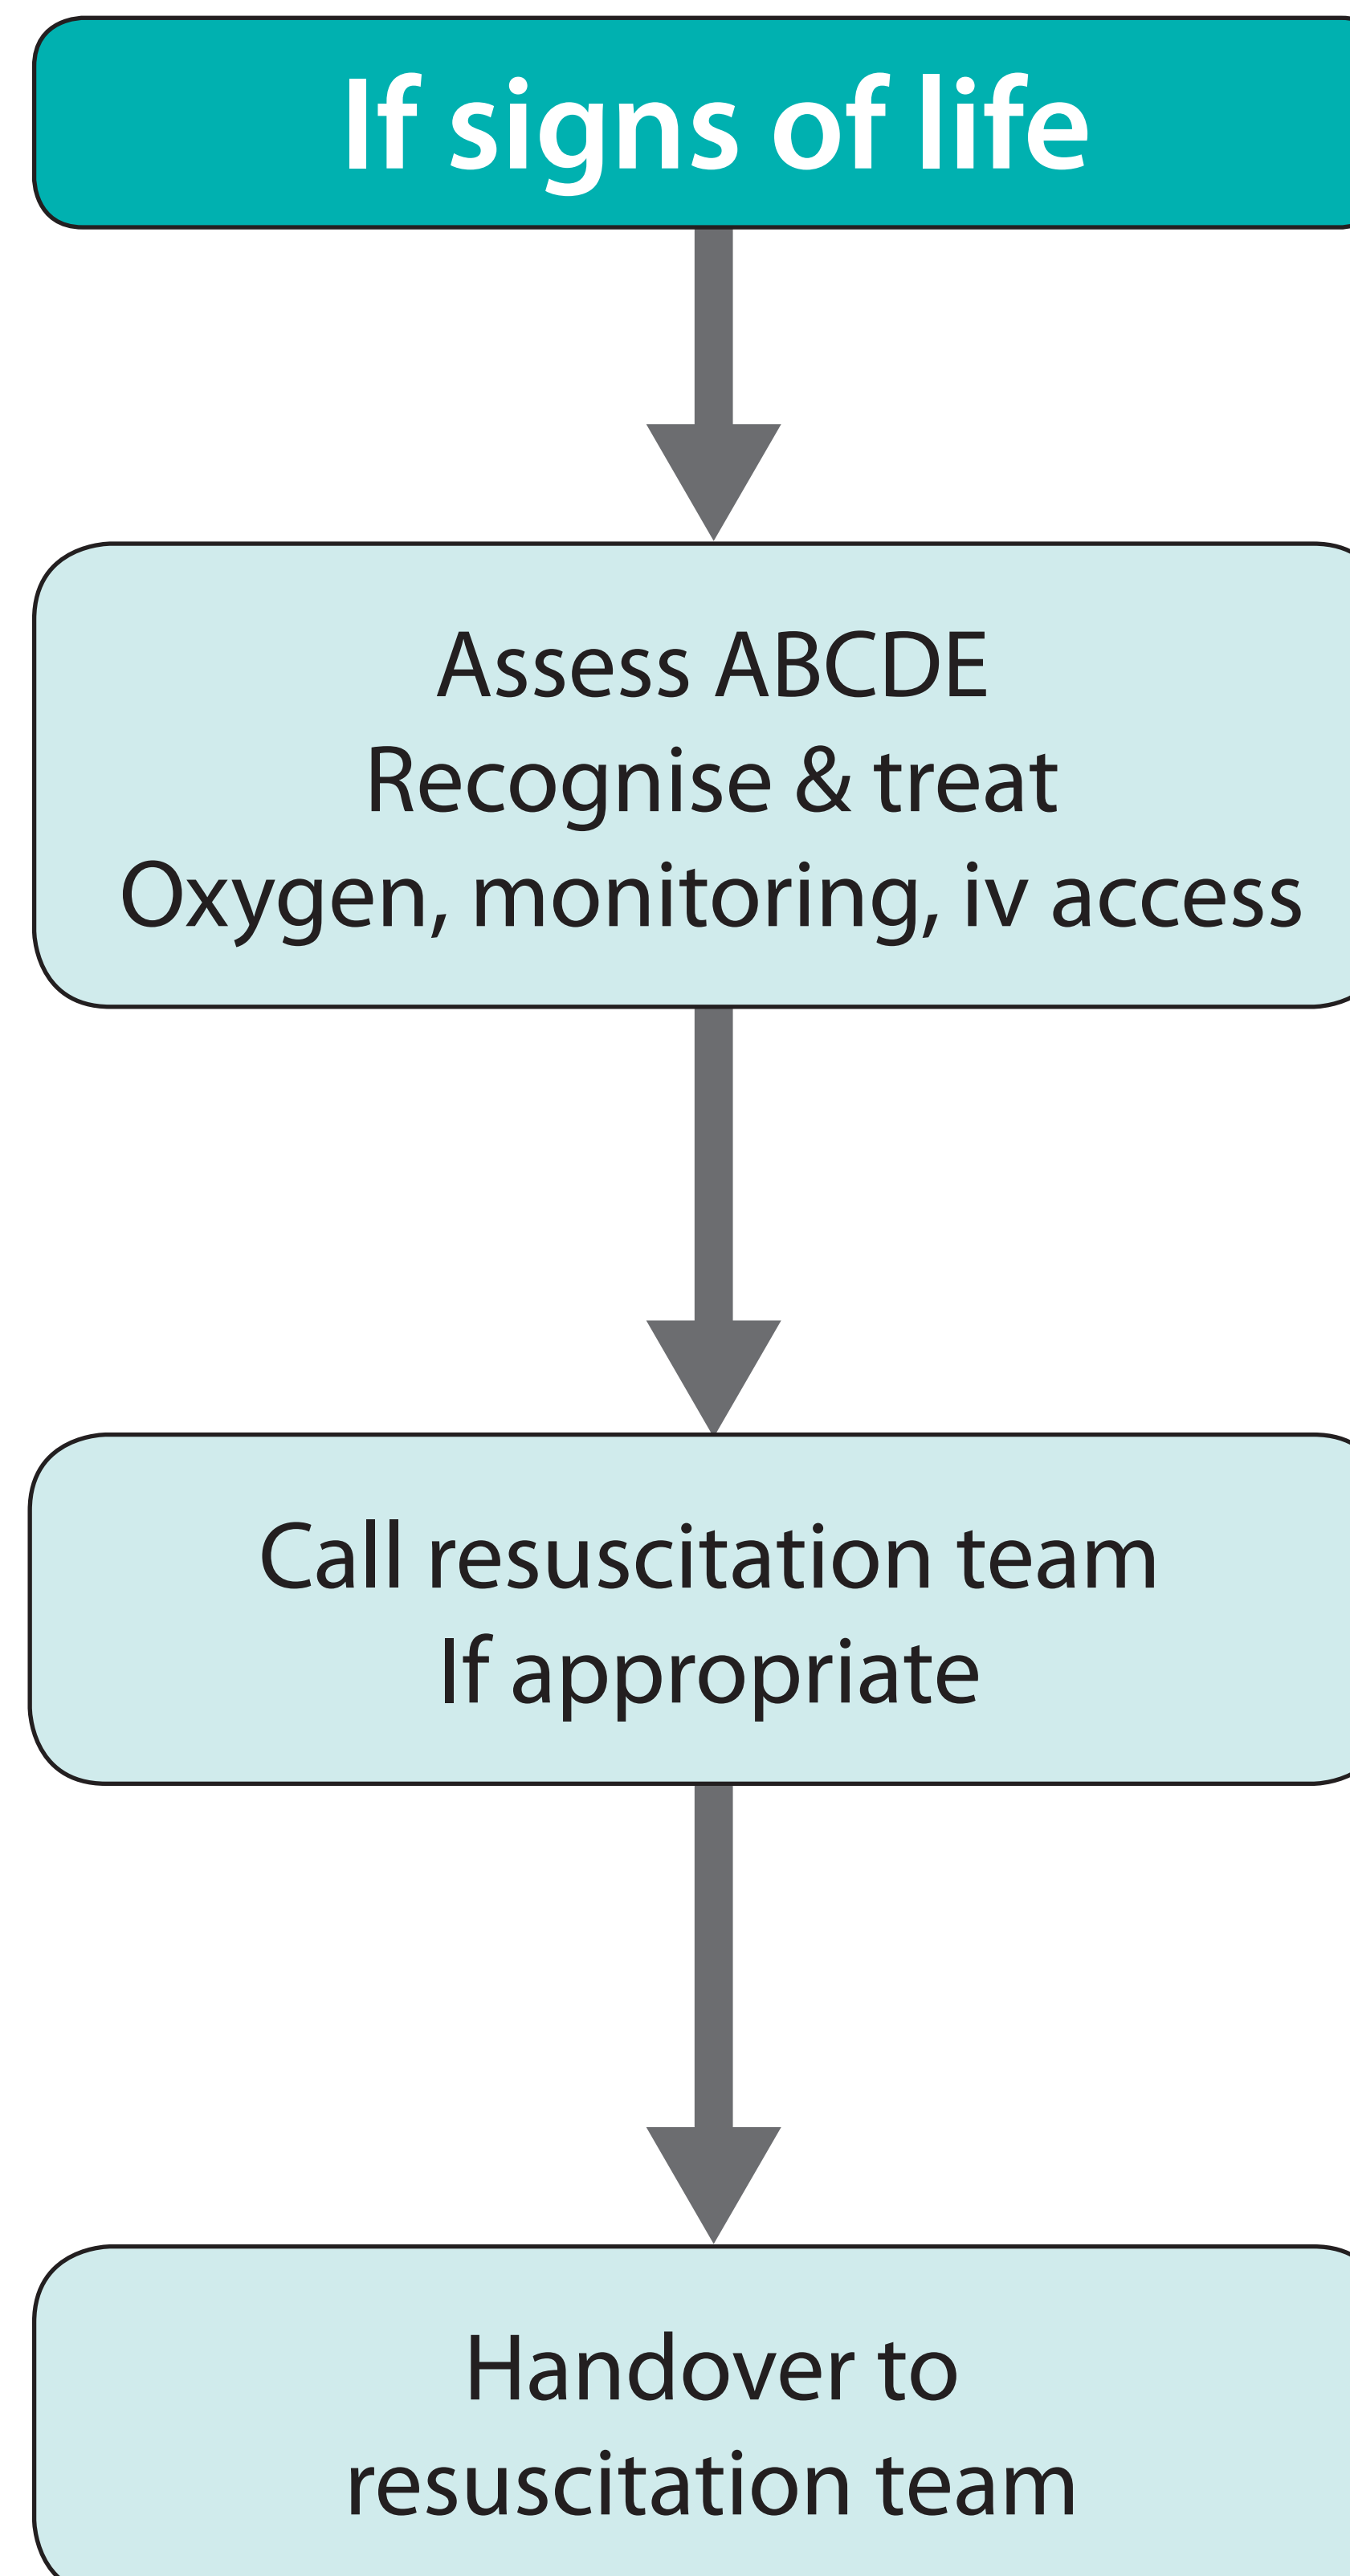 If signs of life
Assess ABCDE
Recognise & treat
Oxygen, monitoring, iv access
Call resuscitation team
If appropriate
Handover to
resuscitation team